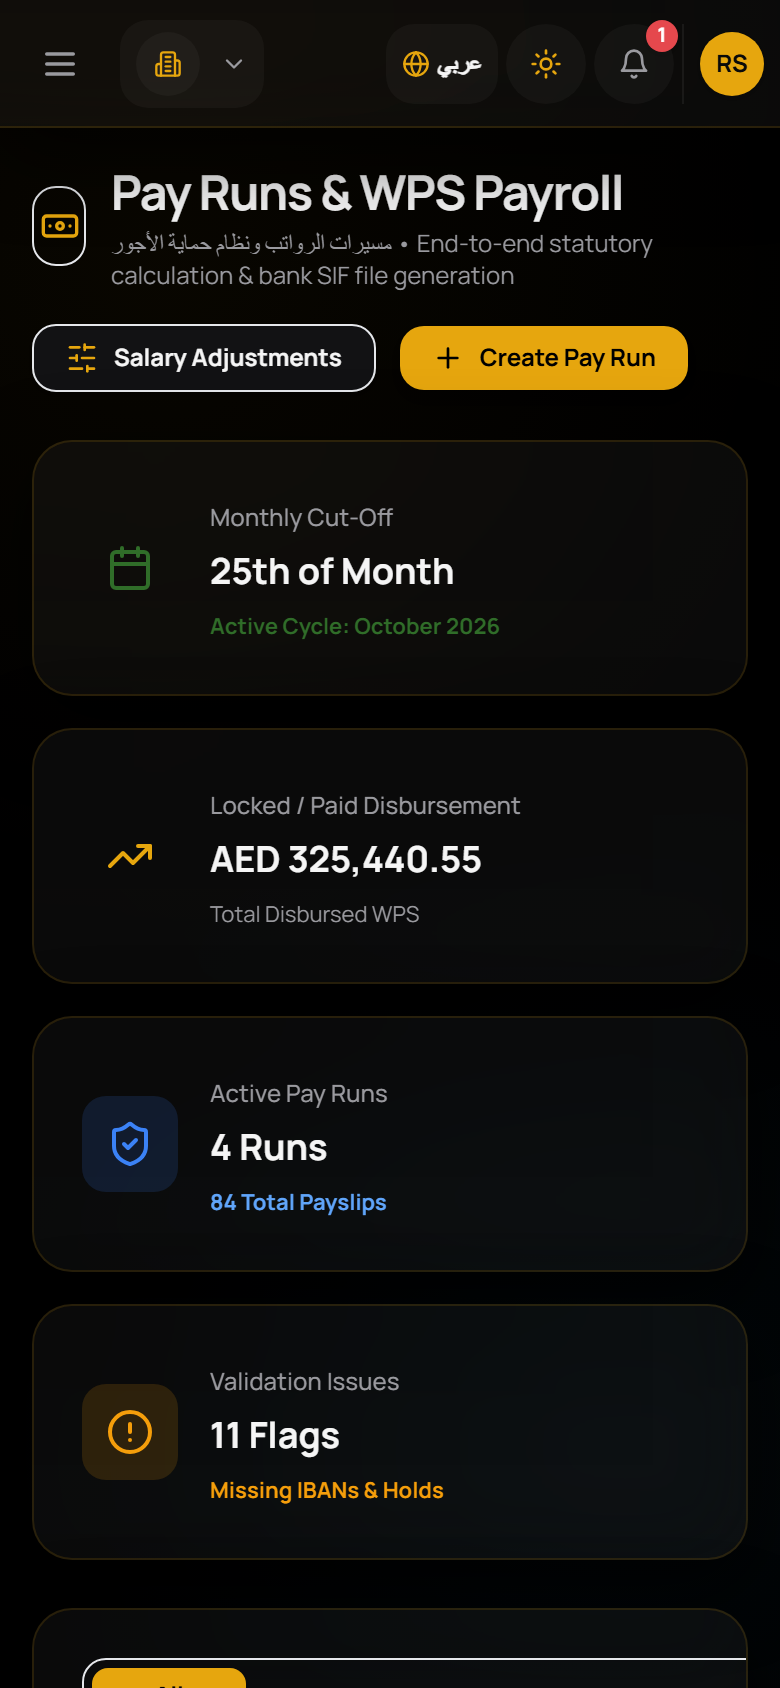 عربي
1
RS
Pay Runs & WPS Payroll
مسيرات الرواتب ونظام حماية الأجور • End-to-end statutory
calculation & bank SIF file generation
Salary Adjustments
Create Pay Run
Monthly Cut-Off
25th of Month
Active Cycle: October 2026
Locked / Paid Disbursement
AED 325,440.55
Total Disbursed WPS
Active Pay Runs
4 Runs
84 Total Payslips
Validation Issues
11 Flags
Missing IBANs & Holds